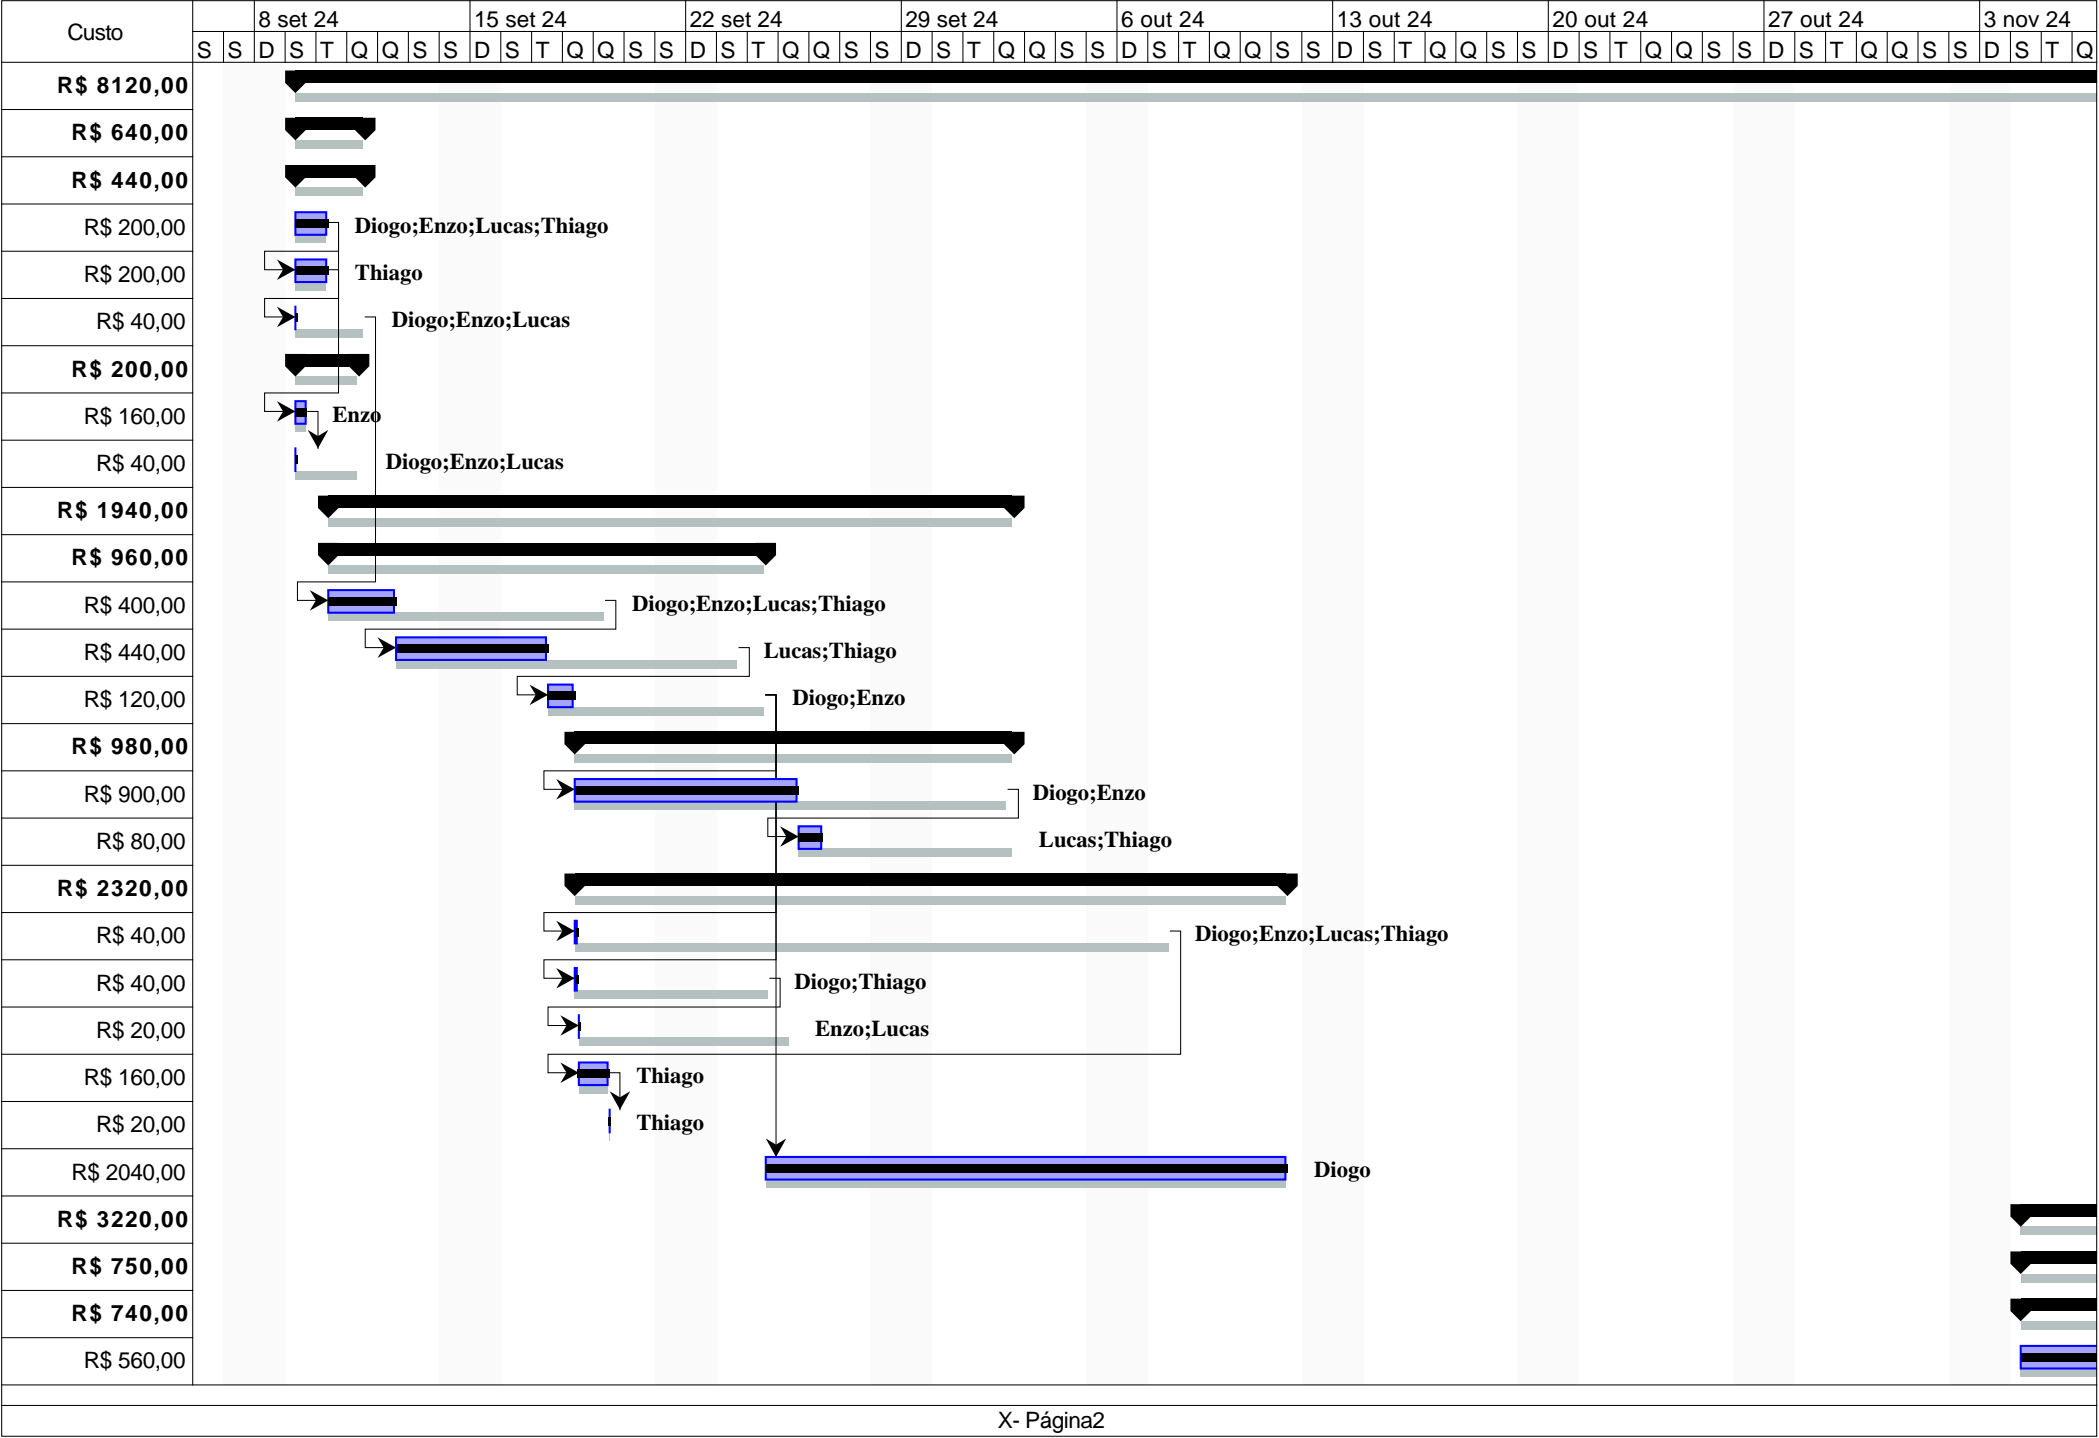 Custo
8 set 24 15 set 24 22 set 24 29 set 24 6 out 24 13 out 24 20 out 24 27 out 24 3 nov 24
S S D S T Q Q S S D S T Q Q S S D S T Q Q S S D S T Q Q S S D S T Q Q S S D S T Q Q S S D S T Q Q S S D S T Q Q S S D S T Q
R$ 8120,00
R$ 640,00
R$ 440,00
R$ 200,00 Diogo;Enzo;Lucas;Thiago
R$ 200,00 Thiago
R$ 40,00 Diogo;Enzo;Lucas
R$ 200,00
R$ 160,00 Enzo
R$ 40,00 Diogo;Enzo;Lucas
R$ 1940,00
R$ 960,00
R$ 400,00 Diogo;Enzo;Lucas;Thiago
R$ 440,00 Lucas;Thiago
R$ 120,00 Diogo;Enzo
R$ 980,00
R$ 900,00 Diogo;Enzo
R$ 80,00 Lucas;Thiago
R$ 2320,00
R$ 40,00 Diogo;Enzo;Lucas;Thiago
R$ 40,00 Diogo;Thiago
R$ 20,00 Enzo;Lucas
R$ 160,00 Thiago
R$ 20,00 Thiago
R$ 2040,00 Diogo
R$ 3220,00
R$ 750,00
R$ 740,00
R$ 560,00
X- Página2